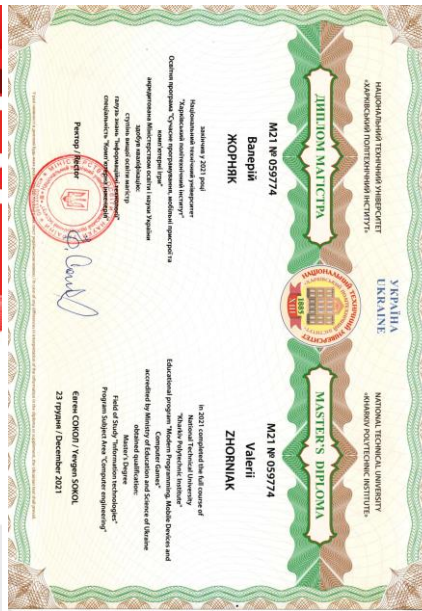 УКРАЇНА
UKRAINE
НАЦІОНАЛЬНИЙ ТЕХНІЧНИЙ УНІВЕРСИТЕТ
«ХАРКІВСЬКИЙ ПОЛІТЕХНІЧНИЙ ІНСТИТУТ»
ДИПЛОМ МАГІСТРА
M21 № 059774
Валерій
ЖОРНЯК
закінчив у 2021 році
Національний технічний університет
"Харківський політехнічний інститут"
Освітня програма "Сучасне програмування, мобільні пристрої та
комп'ютерні ігри"
акредитована Міністерством освіти і науки України
здобув кваліфікацію:
ступінь вищої освіти магістр
галузь знань "Інформаційні технології"
спеціальність "Комп'ютерна інженерія"
Ректор / Rector
НАЦІОНАЛЬНИЙ ТЕХНІЧНИЙ УНІВЕРСИТЕТ
1885
ХПІ
NATIONAL TECHNICAL UNIVERSITY
«KHARKIV POLYTECHNIC INSTITUTE»
MASTER'S DIPLOMA
M21 № 059774
Valerii
ZHORNIAK
in 2021 completed the full course of
National Technical University
"Kharkiv Polytechnic Institute"
Educational program "Modern Programming, Mobile Devices and
Computer Games"
accredited by Ministry of Education and Science of Ukraine
obtained qualification:
Master's Degree
Field of Study "Information technologies"
Program Subject Area "Computer engineering"
Євген СОКОЛ / Yevgen SOKOL
23 грудня / December 2021